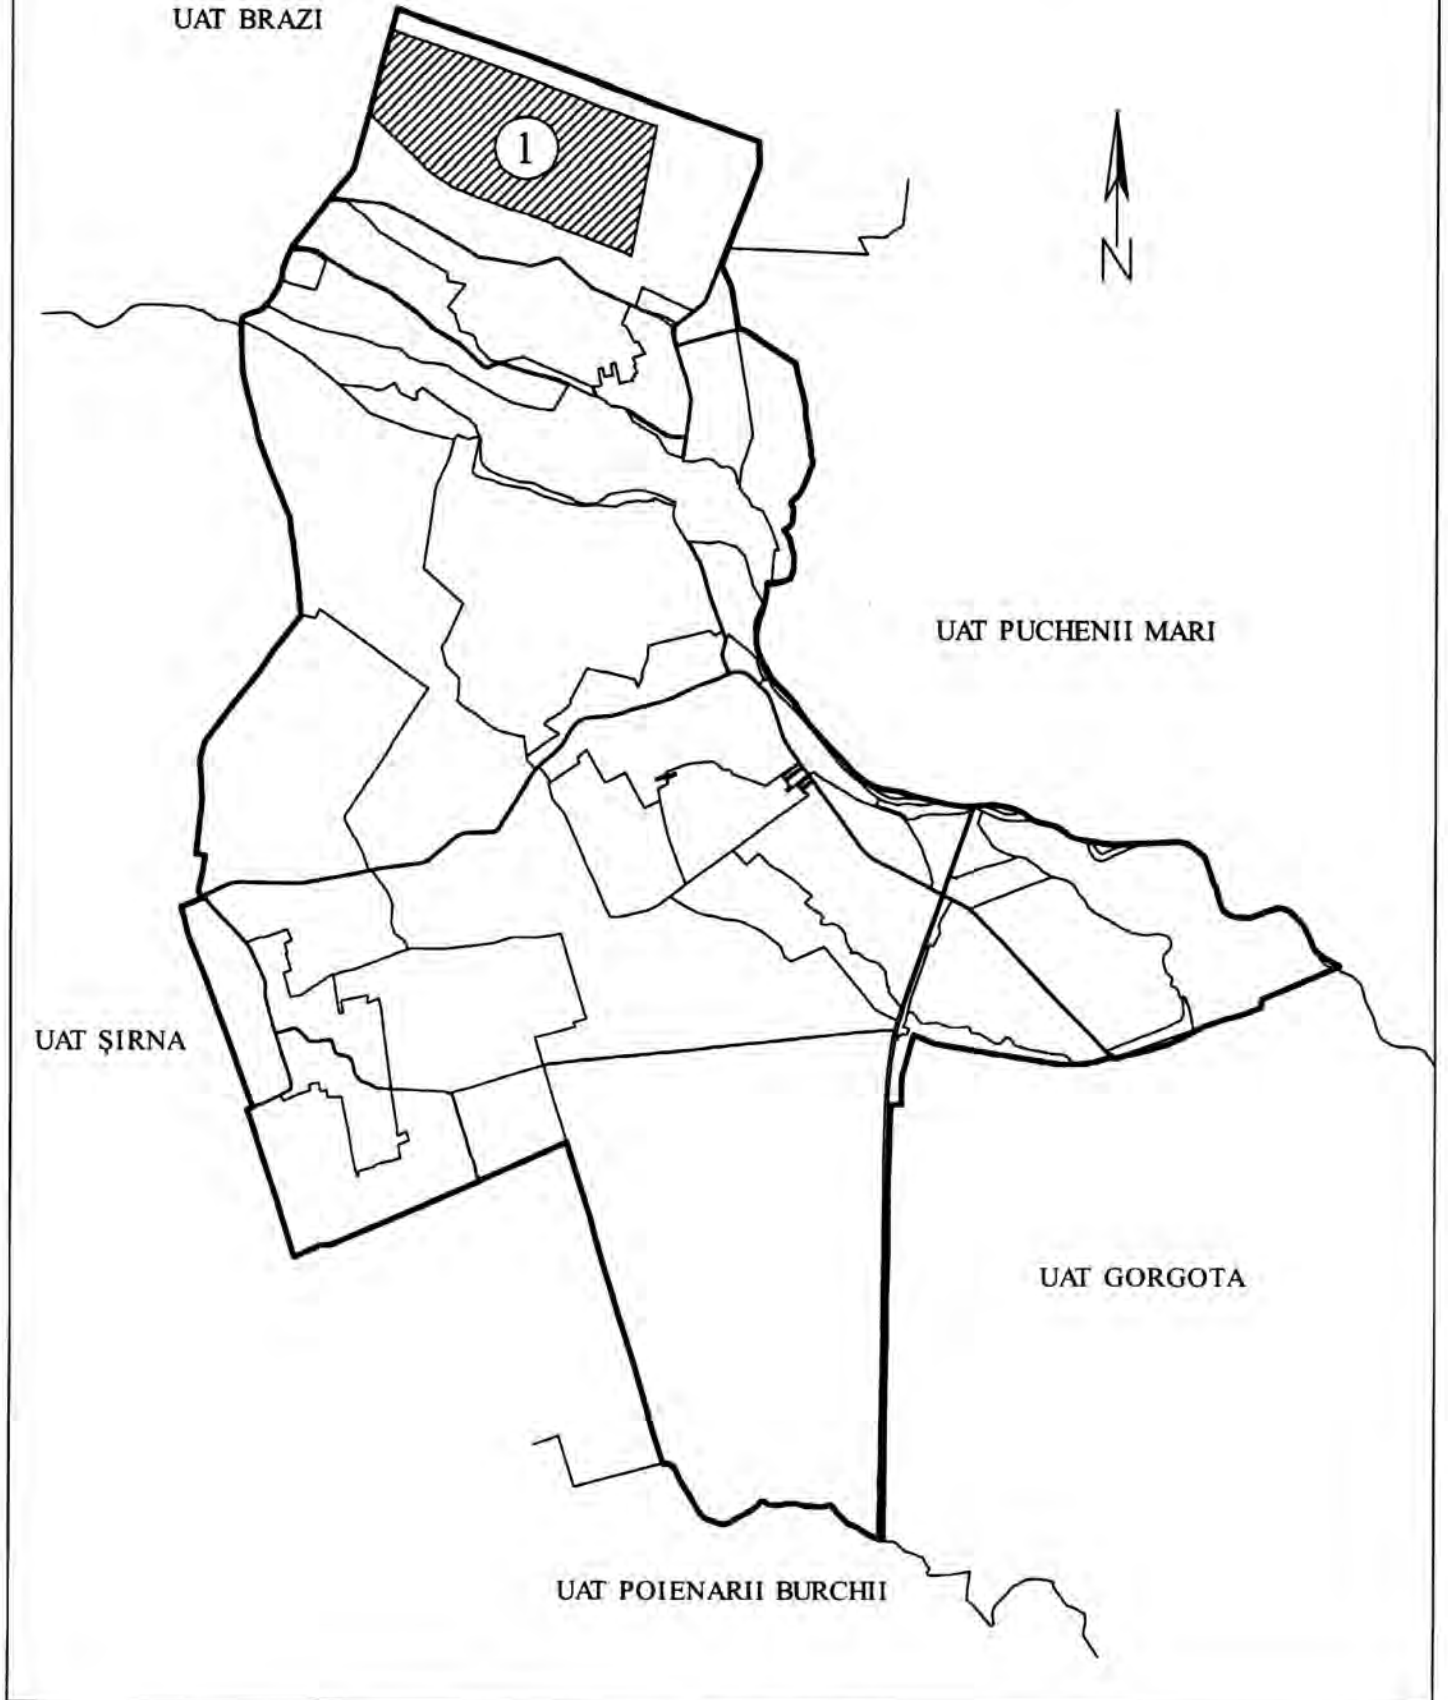 UAT BRAZI
1
N
UAT PUCHENII MARI
UAT ŞIRNA
UAT GORGOTA
UAT POIENARII BURCHII